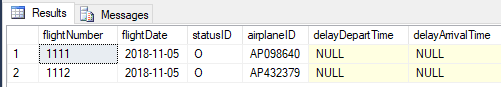 Results Messages
flightNumber flightDate statusID airplaneID delayDepartTime delayArrivalTime
1 1111 2018-11-05 O AP098640 NULL NULL
2 1112 2018-11-05 O AP432379 NULL NULL